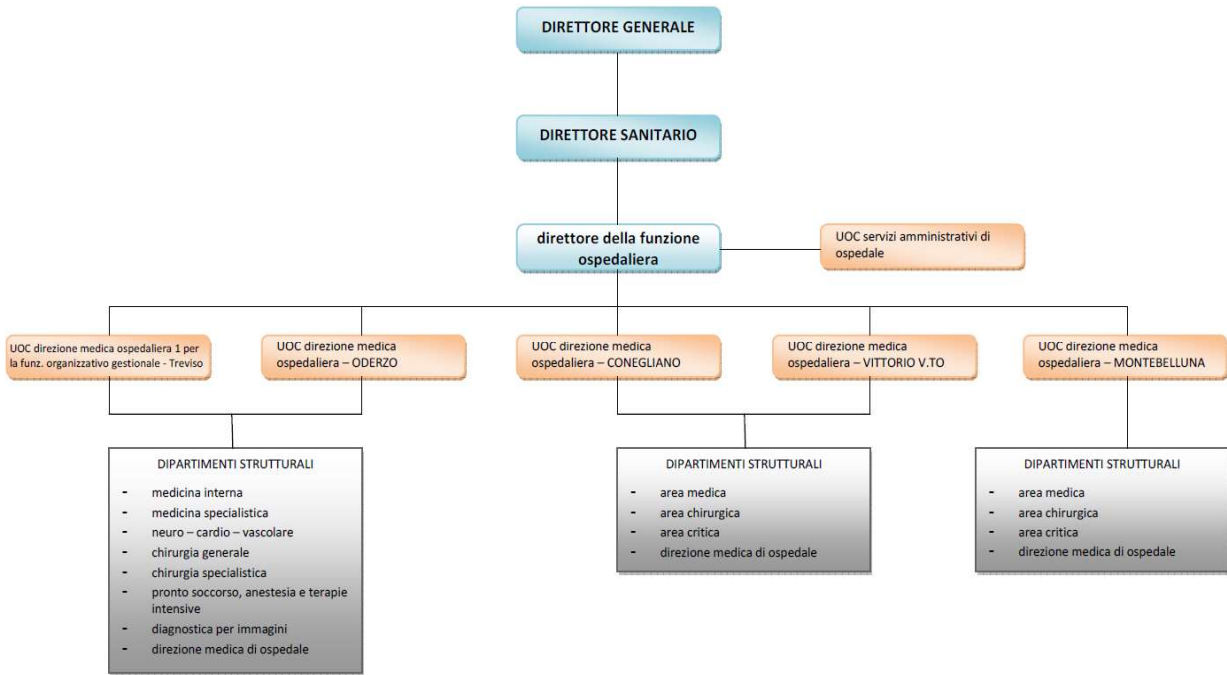 DIRETTORE GENERALE
DIRETTORE SANITARIO
direttore della funzione
ospedaliera
UOC servizi amministrativi di
ospedale
UOC direzione medica ospedaliera 1 per
la funz. organizzativo gestionale - Treviso
UOC direzione medica
ospedaliera – ODERZO
UOC direzione medica
ospedaliera – CONEGLIANO
UOC direzione medica
ospedaliera – VITTORIO V.TO
UOC direzione medica
ospedaliera – MONTEBELLUNA
DIPARTIMENTI STRUTTURALI
- medicina interna
- medicina specialistica
- neuro – cardio – vascolare
- chirurgia generale
- chirurgia specialistica
- pronto soccorso, anestesia e terapie
intensive
- diagnostica per immagini
- direzione medica di ospedale
DIPARTIMENTI STRUTTURALI
- area medica
- area chirurgica
- area critica
- direzione medica di ospedale
DIPARTIMENTI STRUTTURALI
- area medica
- area chirurgica
- area critica
- direzione medica di ospedale